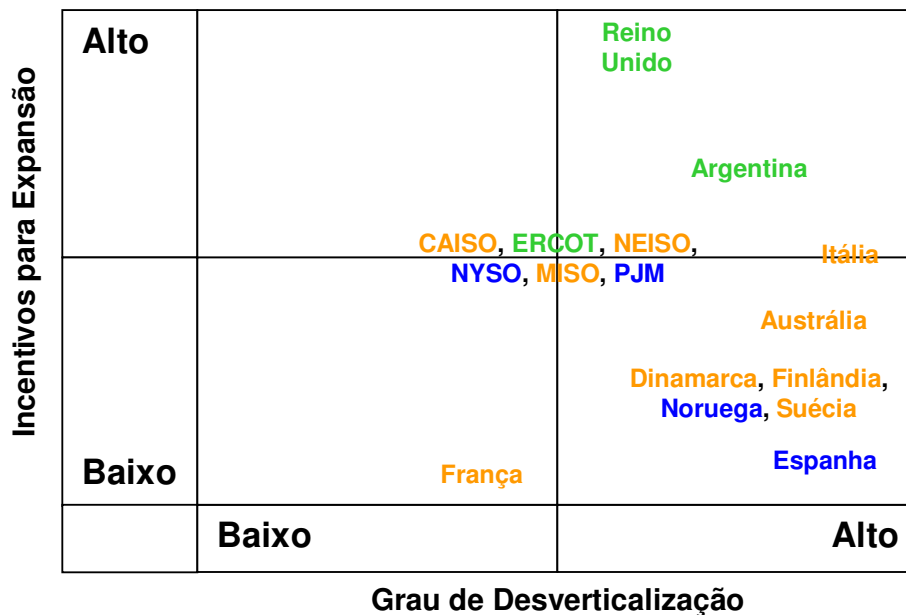 Incentivos para Expansão
Alto
Reino
Unido
Argentina
CAISO, ERCOT, NEISO,
Itália
NYSO, MISO, PJM
Austrália
Dinamarca, Finlândia,
Noruega, Suécia
Espanha
Baixo
França
Baixo
Alto
Grau de Desverticalização